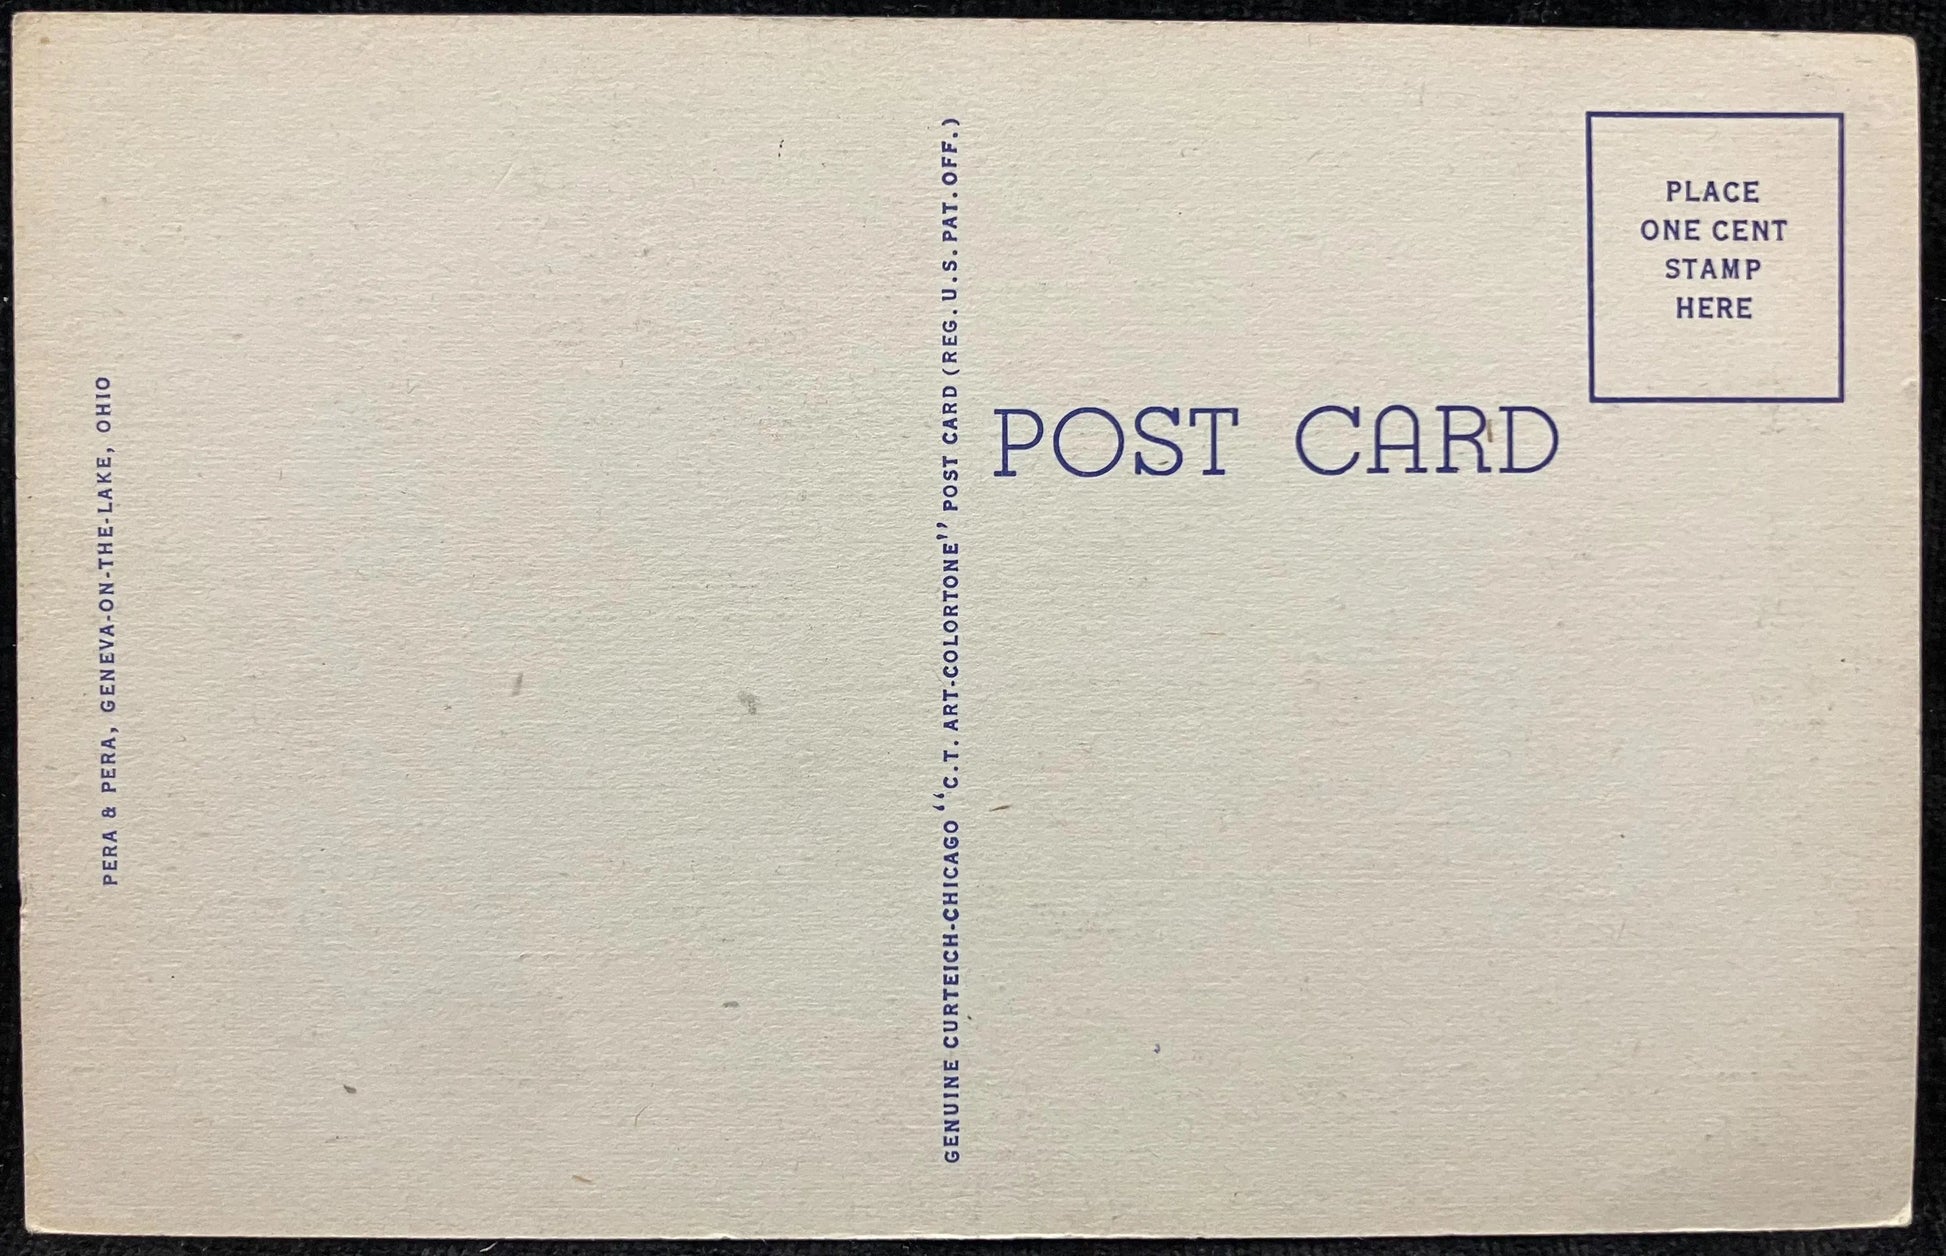 PERA & PERA, GENEVA-ON-THE-LAKE, OHIO
GENUINE CURTEICH-CHICAGO "C.T. ART-COLORTONE" POST CARD (REG. U.S. PAT. OFF.)
POST CARD
PLACE
ONE CENT
STAMP
HERE